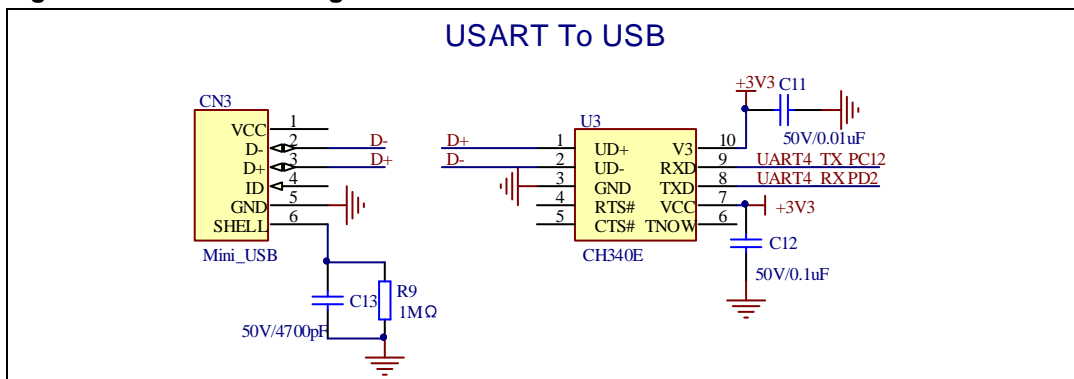 USART To USB
CN3
VCC 1
D- 2 D-
D+ 3 D+
ID 4
GND 5
SHELL 6
Mini_USB
C13
50V/4700pF
R9
1MΩ
U3
D+ 1 UD+ V3 10
D- 2 UD- RXD 9 UART4_TX PC12
3 GND TXD 8 UART4_RX PD2
4 RTS# VCC 7 +3V3
5 CTS# TNOW 6
CH340E
+3V3
C11
50V/0.01uF
C12
50V/0.1uF